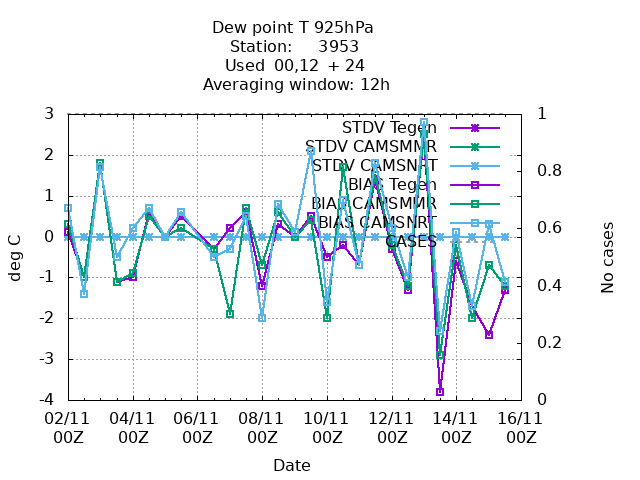 Dew point T 925hPa
Station: 3953
Used 00,12 + 24
Averaging window: 12h
3
2
1
0
-1
-2
-3
-4
deg C
1
0.8
0.6
0.4
0.2
0
No cases
STDV Tegen
STDV CAMSMMR
STDV CAMSNRT
BIAS Tegen
BIAS CAMSMMR
BIAS CAMSNRT
CASES
02/11 04/11 06/11 08/11 10/11 12/11 14/11 16/11
00Z 00Z 00Z 00Z 00Z 00Z 00Z 00Z
Date